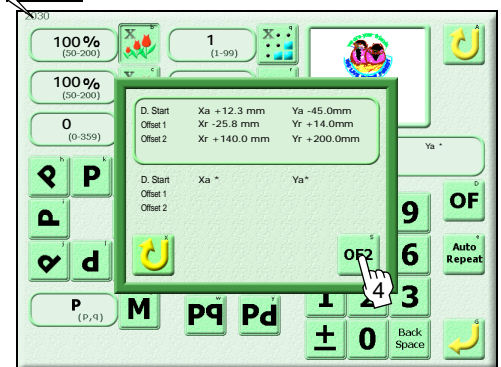 2030
100 %
(50-200)
X
b
1
(1-99)
X
q
A
100 %
(50-200)
X
c
0
(0-359)
D. Start Xa +12.3 mm Ya -45.0mm
Offset 1 Xr -25.8 mm Yr +14.0mm
Offset 2 Xr +140.0 mm Yr +200.0mm
D. Start Xa * Ya*
Offset 1
Offset 2
OF2
4
Ya *
h
P
k
P
i
P
j
P
d
l
9
OF
6
Auto
Repeat
P
(p,q)
M
Pq
Pd
1
2
3
±
0
Back
Space